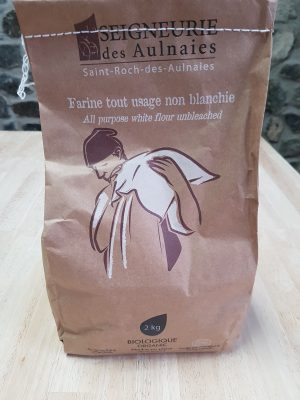 SEIGNEURIE
des Aulnaies
Saint-Roch-des-Aulnaies
Farine tout usage non blanchie
All purpose white flour unbleached
2 kg
BIOLOGIQUE
ORGANIC